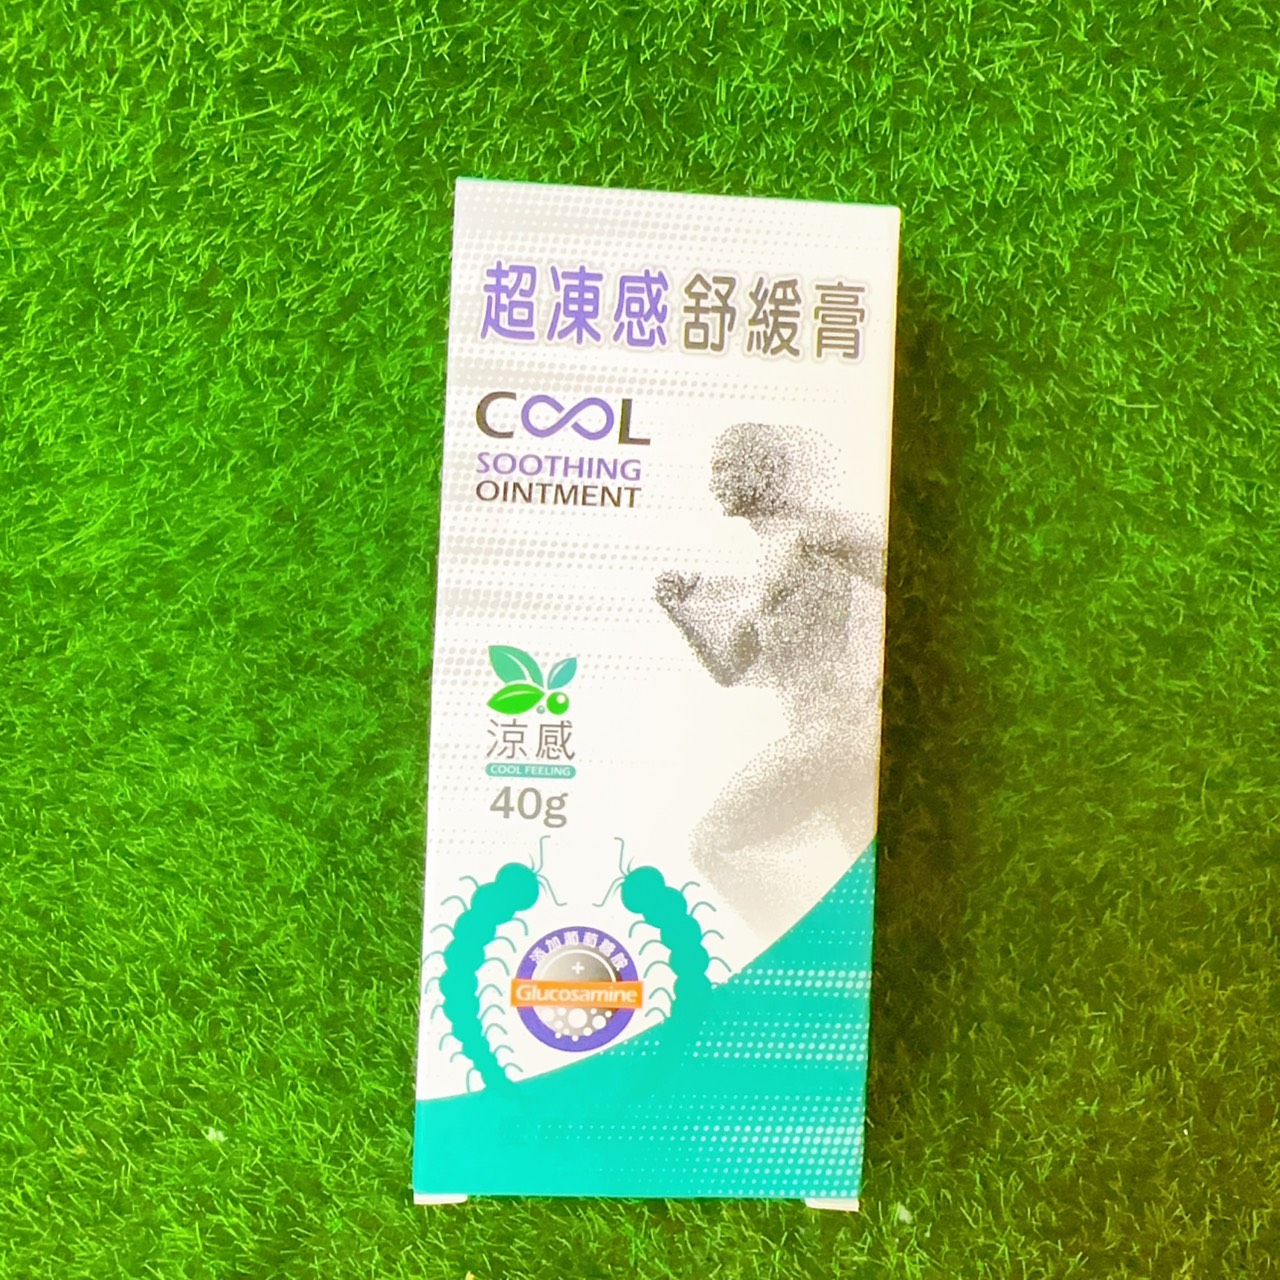 超凍感舒緩膏
COOL
SOOTHING
OINTMENT
涼感
COOL FEELING
40g
添加葡萄糖胺
Glucosamine